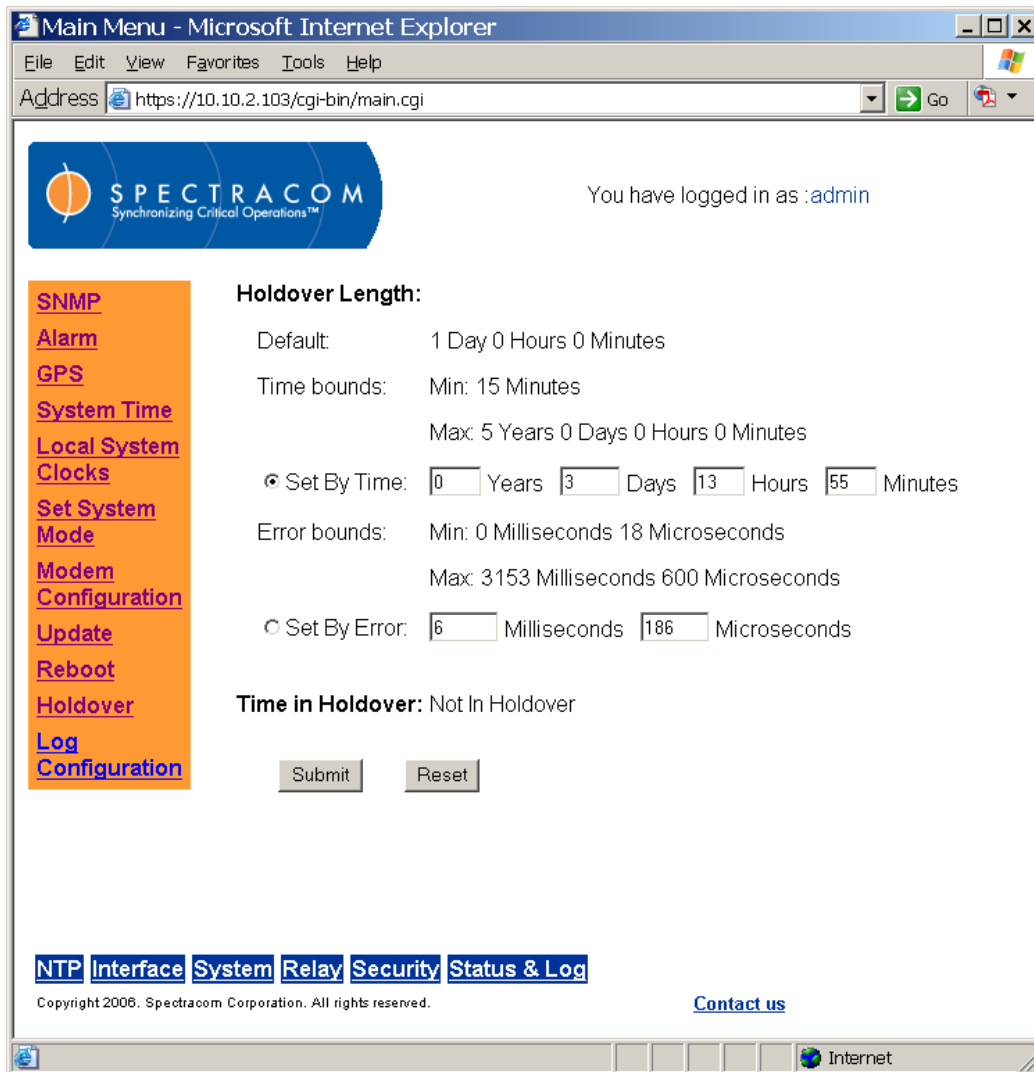 Main Menu - Microsoft Internet Explorer
File Edit View Favorites Tools Help
Address https://10.10.2.103/cgi-bin/main.cgi Go
SPECTRACOM
Synchronizing Critical Operations™
You have logged in as :admin
SNMP
Alarm
GPS
System Time
Local System
Clocks
Set System
Mode
Modem
Configuration
Update
Reboot
Holdover
Log
Configuration
Holdover Length:
Default: 1 Day 0 Hours 0 Minutes
Time bounds: Min: 15 Minutes
Max: 5 Years 0 Days 0 Hours 0 Minutes
Set By Time: 0 Years 3 Days 13 Hours 55 Minutes
Error bounds: Min: 0 Milliseconds 18 Microseconds
Max: 3153 Milliseconds 600 Microseconds
Set By Error: 6 Milliseconds 186 Microseconds
Time in Holdover: Not In Holdover
Submit Reset
NTP Interface System Relay Security Status & Log
Copyright 2006. Spectracom Corporation. All rights reserved. Contact us
Internet